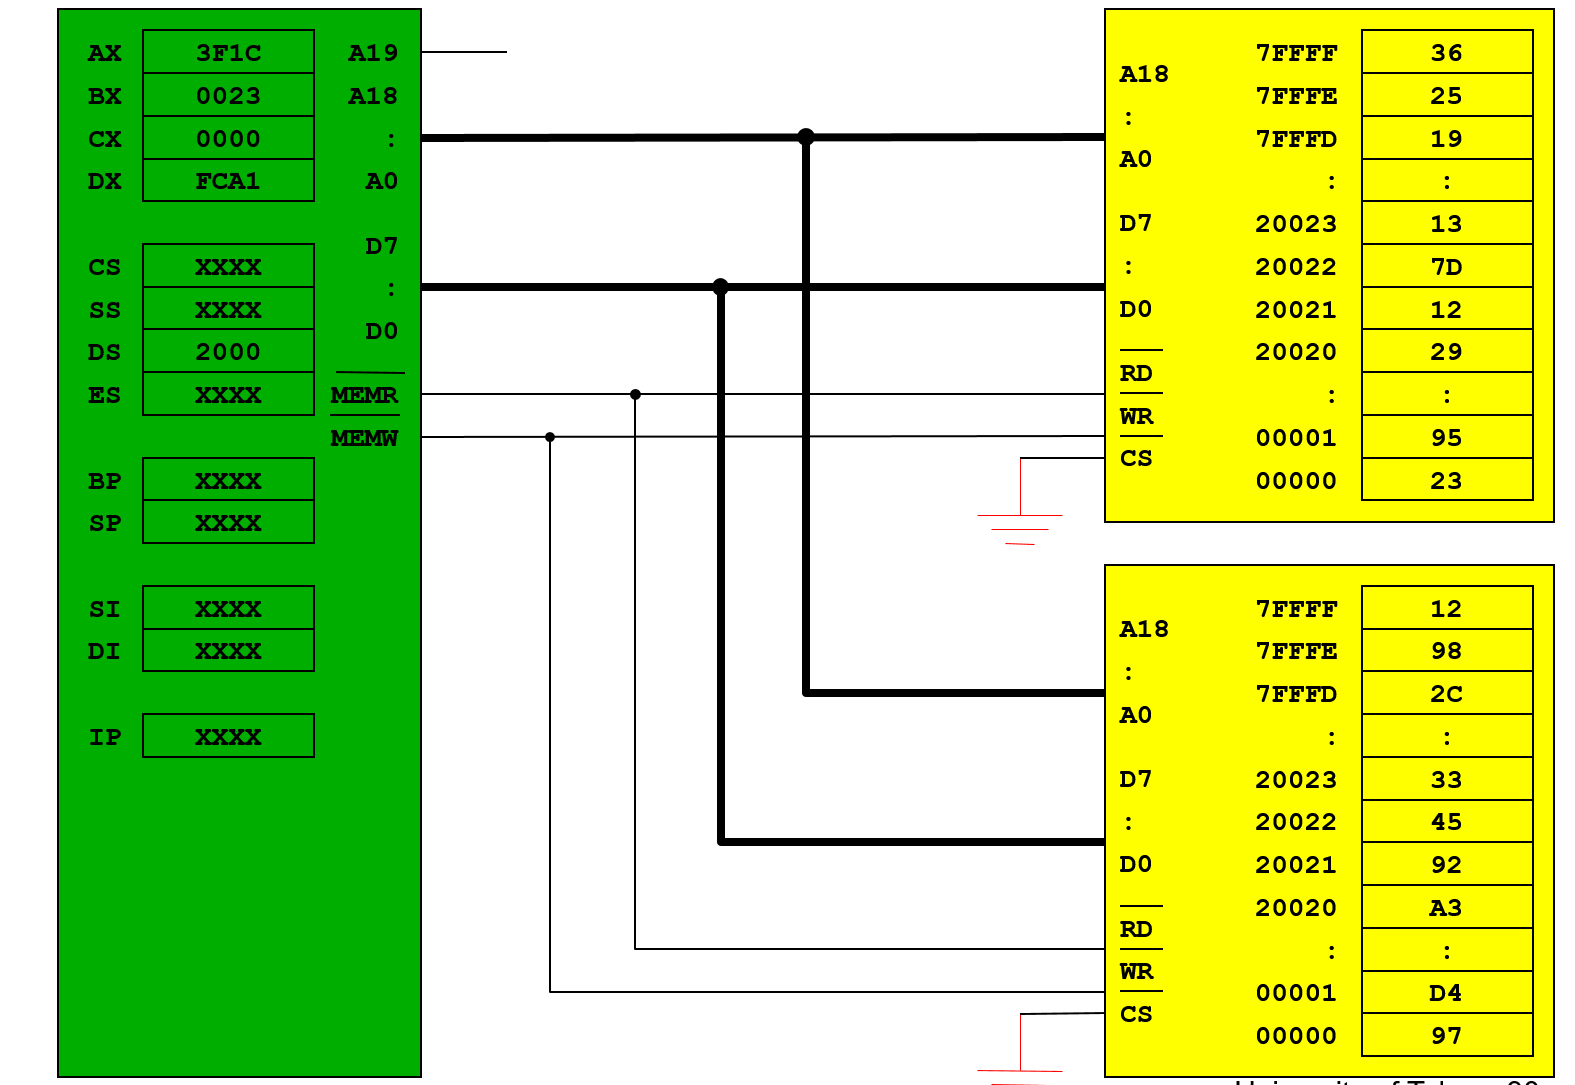 AX 3F1C A19
BX 0023 A18
CX 0000 :
DX FCA1 A0
D7
CS XXXX :
SS XXXX D0
DS 2000
ES XXXX MEMR
MEMW
BP XXXX
SP XXXX
SI XXXX
DI XXXX
IP XXXX
7FFFF 36
A18
7FFFE 25
:
7FFFD 19
A0
: :
D7 20023 13
: 20022 7D
D0 20021 12
20020 29
RD
: :
WR
00001 95
CS
00000 23
7FFFF 12
A18
7FFFE 98
:
7FFFD 2C
A0
: :
D7 20023 33
: 20022 45
D0 20021 92
20020 A3
RD
: :
WR
00001 D4
CS
00000 97